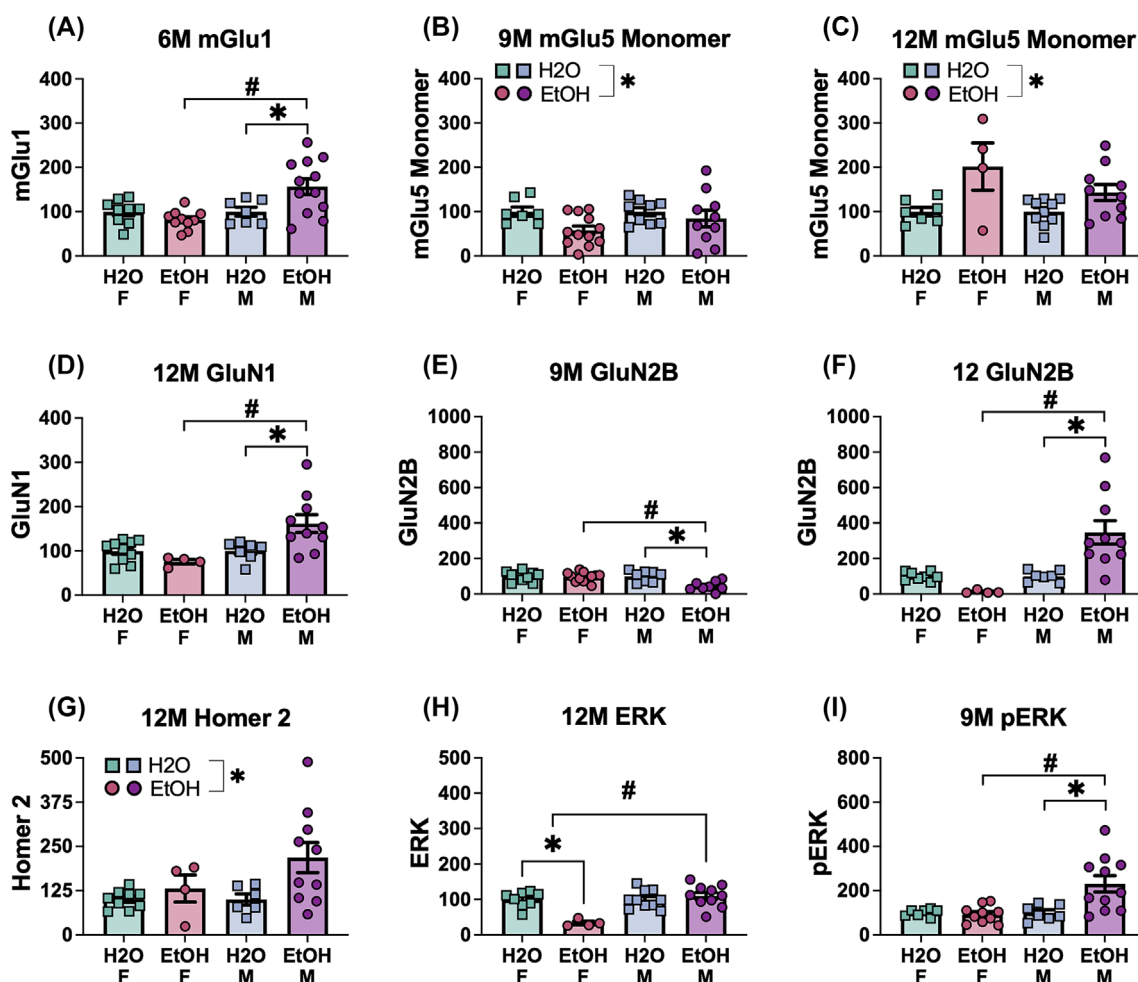 (A)
6M mGlu1
mGlu1
400
300
200
100
0
#
*
H2O EtOH H2O EtOH
F F M M
(B)
9M mGlu5 Monomer
mGlu5 Monomer
400
300
200
100
0
H2O
EtOH
*
H2O EtOH H2O EtOH
F F M M
(C)
12M mGlu5 Monomer
mGlu5 Monomer
400
300
200
100
0
H2O
EtOH
*
H2O EtOH H2O EtOH
F F M M
(D)
12M GluN1
GluN1
400
300
200
100
0
#
*
H2O EtOH H2O EtOH
F F M M
(E)
9M GluN2B
GluN2B
1000
800
600
400
200
0
#
*
H2O EtOH H2O EtOH
F F M M
(F)
12 GluN2B
GluN2B
1000
800
600
400
200
0
#
*
H2O EtOH H2O EtOH
F F M M
(G)
12M Homer 2
Homer 2
500
375
250
125
0
H2O
EtOH
*
H2O EtOH H2O EtOH
F F M M
(H)
12M ERK
ERK
500
400
300
200
100
0
#
*
H2O EtOH H2O EtOH
F F M M
(I)
9M pERK
pERK
800
600
400
200
0
#
*
H2O EtOH H2O EtOH
F F M M